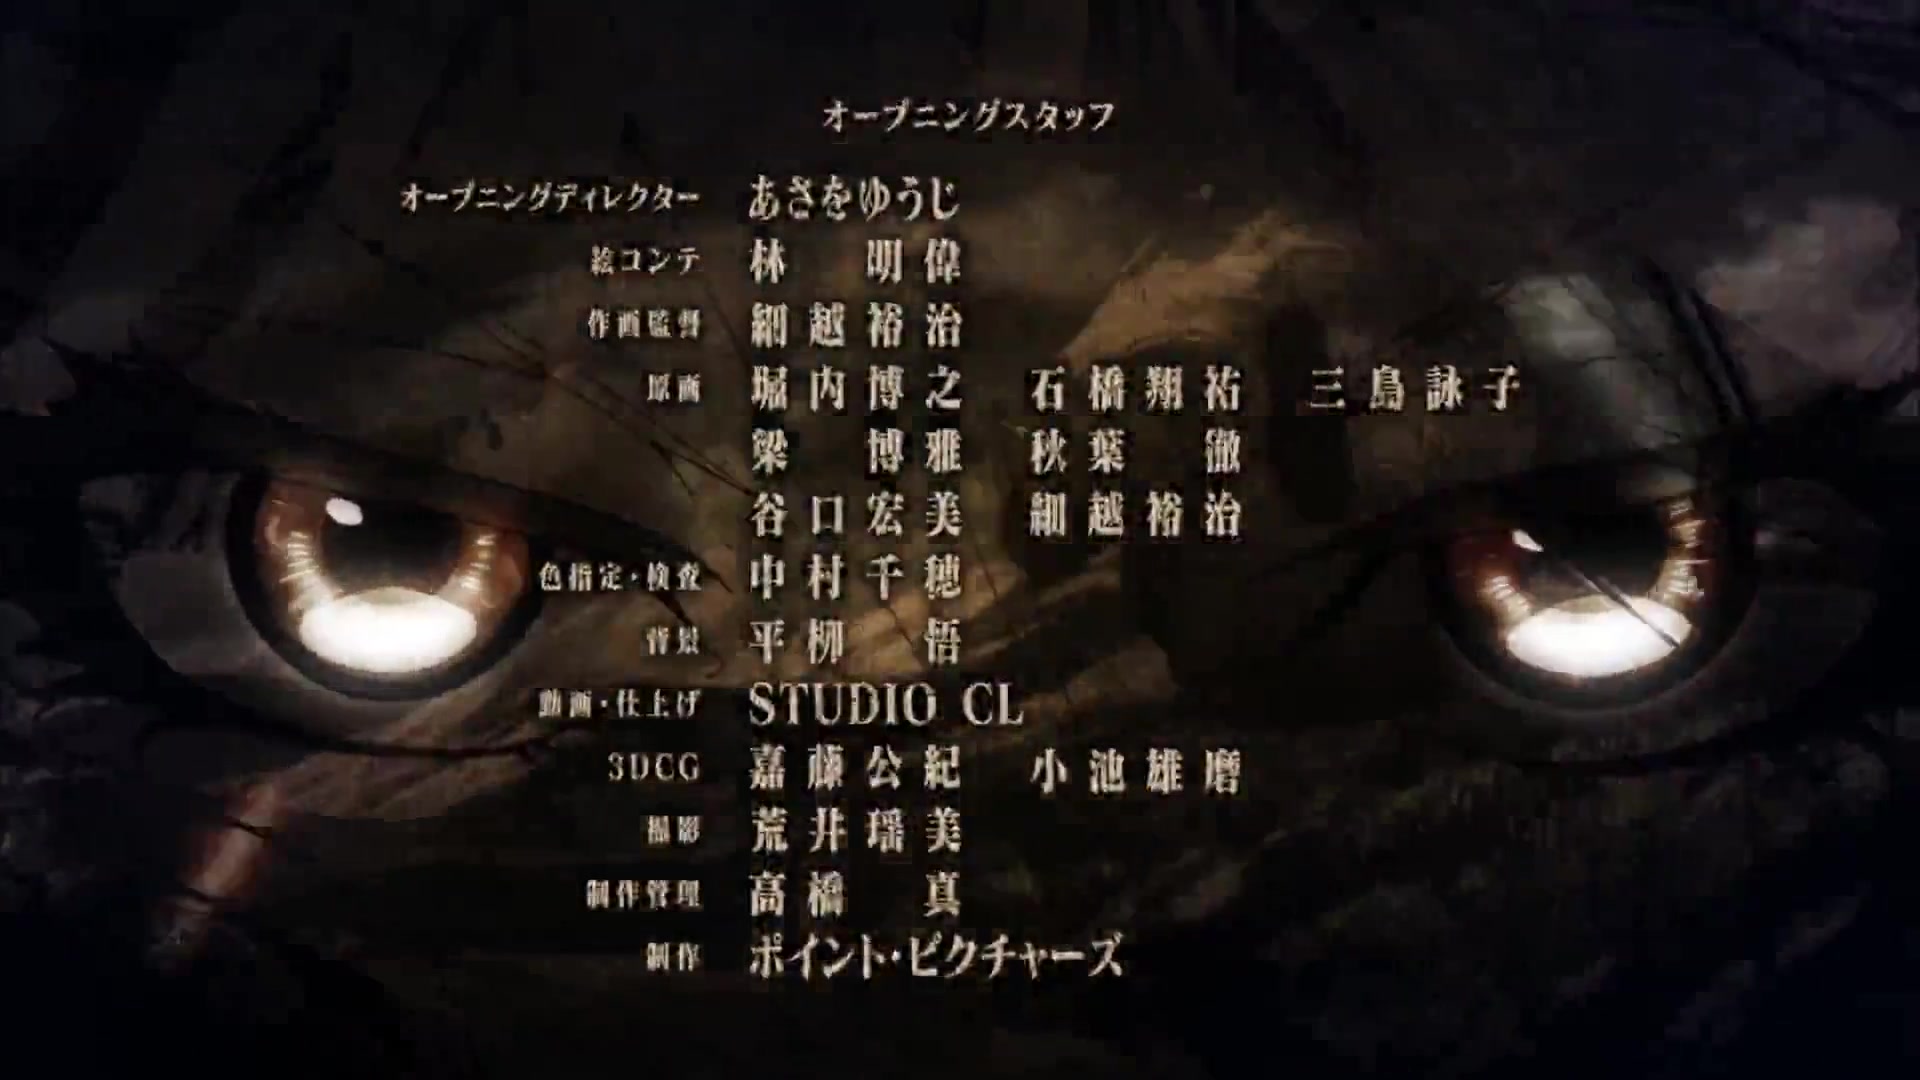 オープニングスタッフ
オープニングディレクター あさをゆうじ
絵コンテ 林 明偉
作画監督 細越裕治
原画 堀内博之 石橋翔祐 三島詠子
梁 博雅 秋葉 徹
谷口宏美 細越裕治
色指定・検査 中村千穂
背景 平柳 悟
動画・仕上げ STUDIO CL
3DCG 嘉藤公紀 小池雄磨
撮影 荒井瑶美
制作管理 高橋 真
制作 ポイント・ピクチャーズ